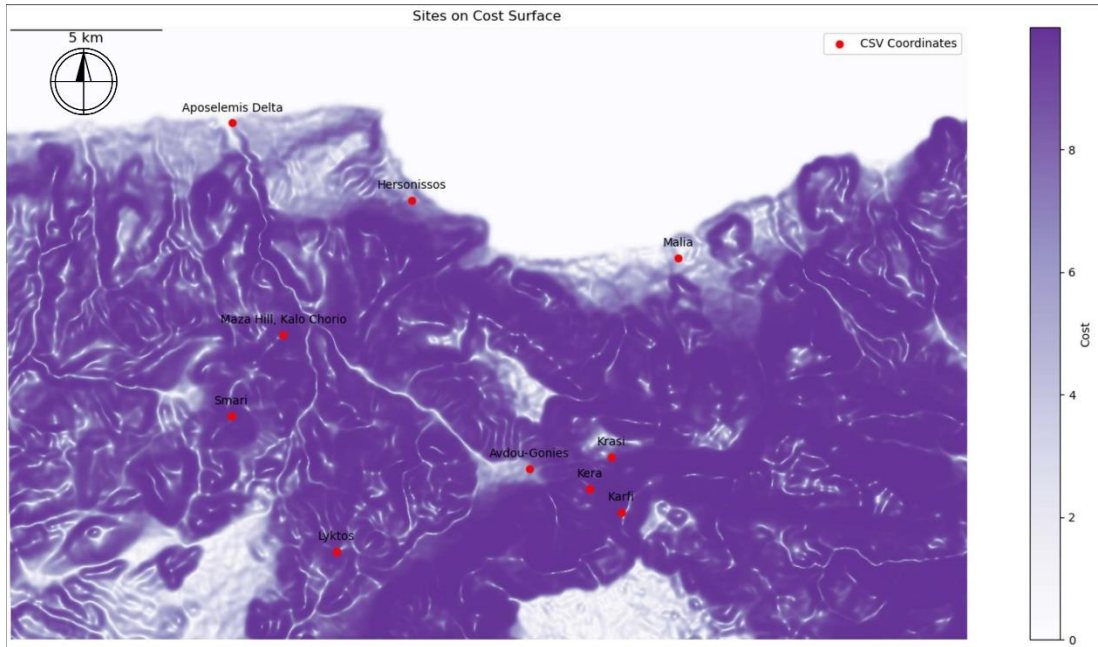 Sites on Cost Surface
5 km
CSV Coordinates
Aposelemis Delta
Hersonissos
Malia
Maza Hill, Kalo Chorio
Smari
Krasi
Avdou-Gonies
Kera
Karfi
Lyktos
8
6
4
2
0
Cost